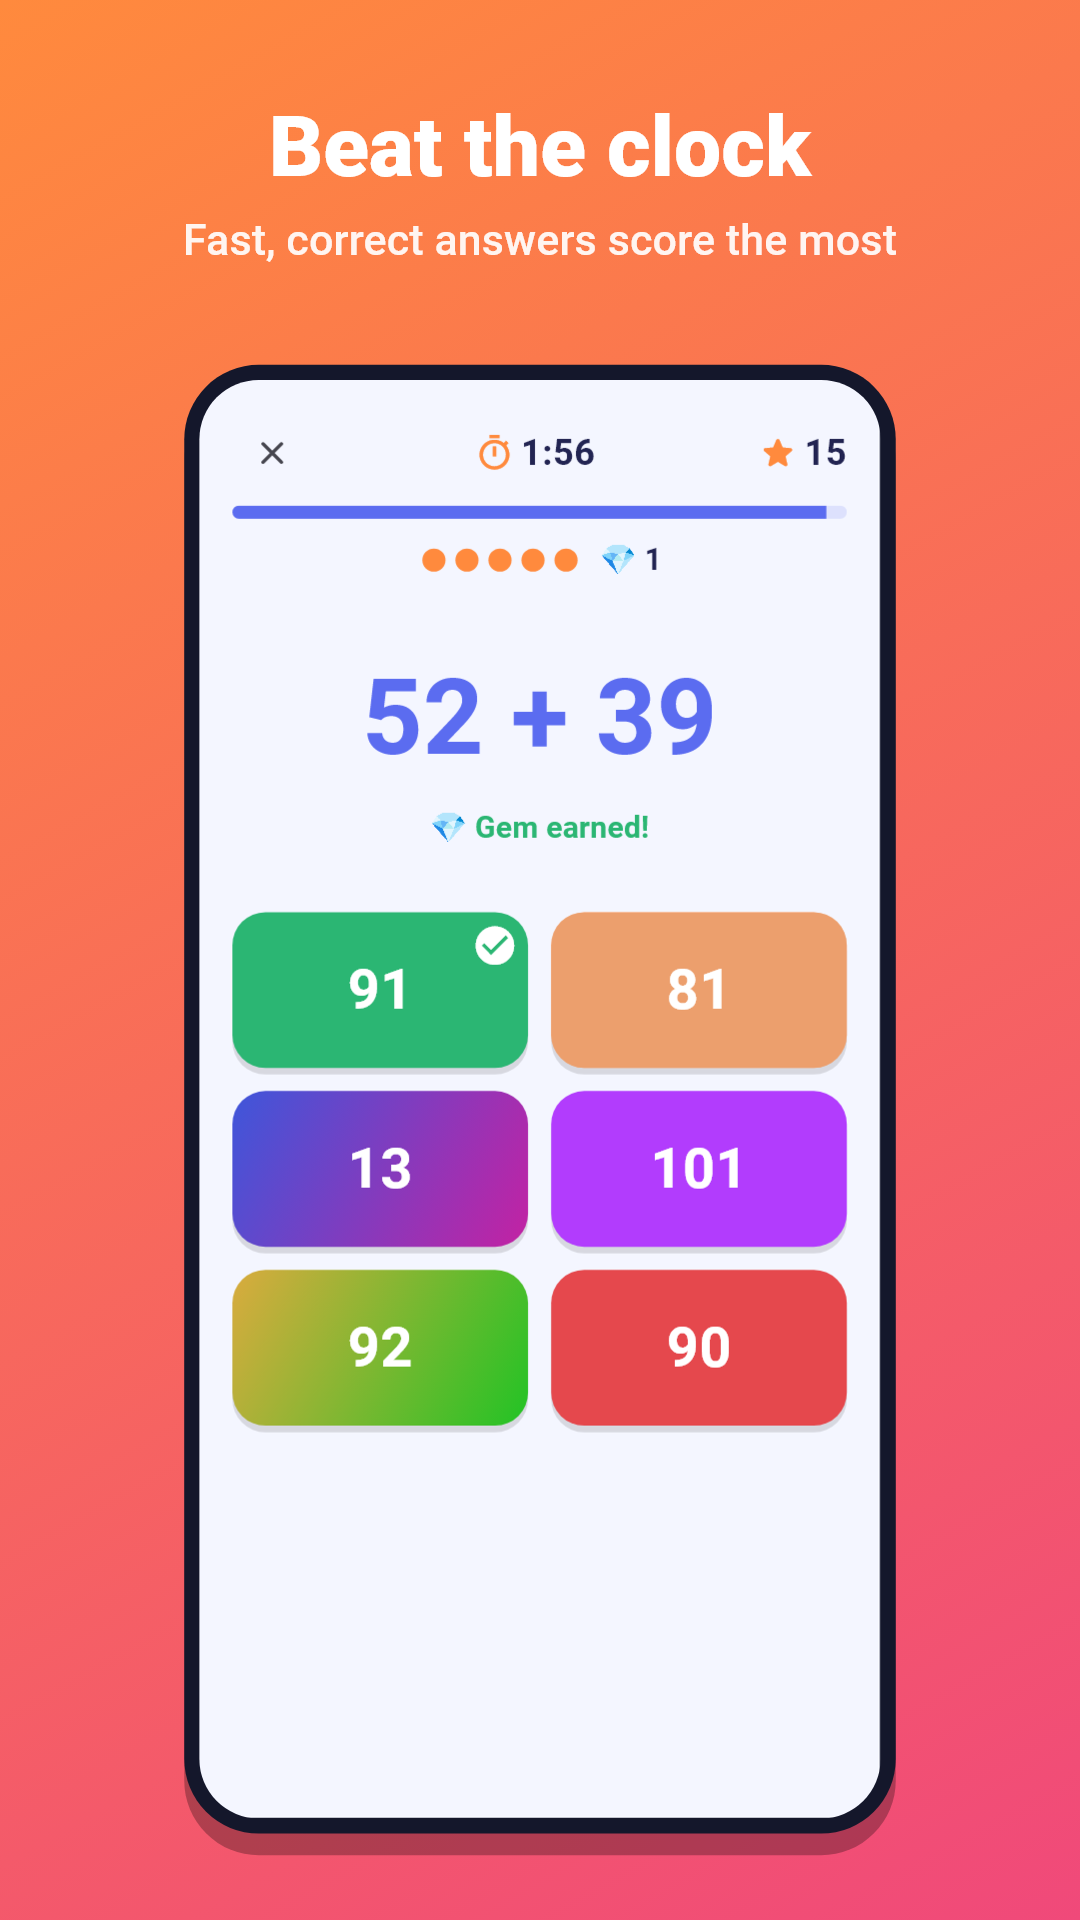 Beat the clock
Fast, correct answers score the most
1:56
15
1
52 + 39
Gem earned!
91
81
13
101
92
90